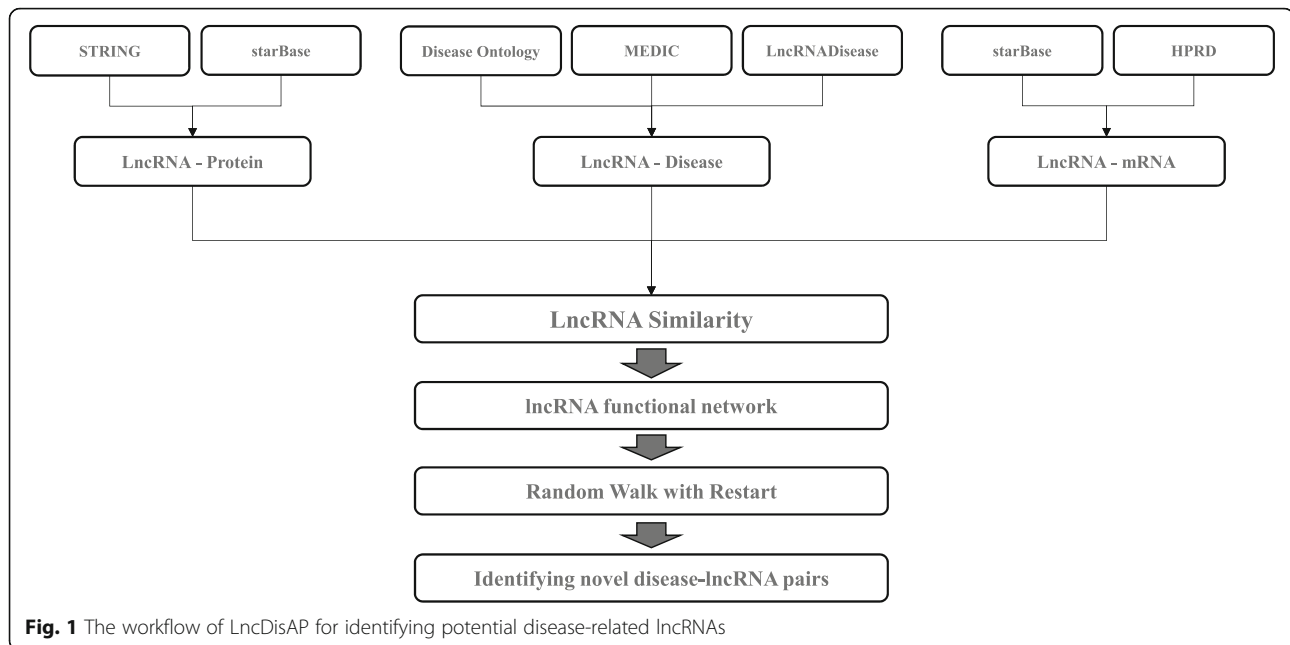 STRING
starBase
Disease Ontology
MEDIC
LncRNADisease
starBase
HPRD
LncRNA - Protein
LncRNA - Disease
LncRNA - mRNA
LncRNA Similarity
lncRNA functional network
Random Walk with Restart
Identifying novel disease-lncRNA pairs
Fig. 1 The workflow of LncDisAP for identifying potential disease-related lncRNAs